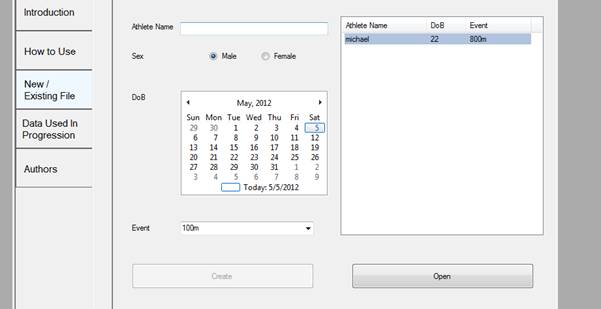 Introduction
How to Use
New /
Existing File
Data Used In
Progression
Authors
Athlete Name
Sex
Male
Female
DoB
May, 2012
Sun Mon Tue Wed Thu Fri Sat
29 30 1 2 3 4 5
6 7 8 9 10 11 12
13 14 15 16 17 18 19
20 21 22 23 24 25 26
27 28 29 30 31 1 2
3 4 5 6 7 8 9
Today: 5/5/2012
Event
100m
Create
Athlete Name DoB Event
michael 22 800m
Open